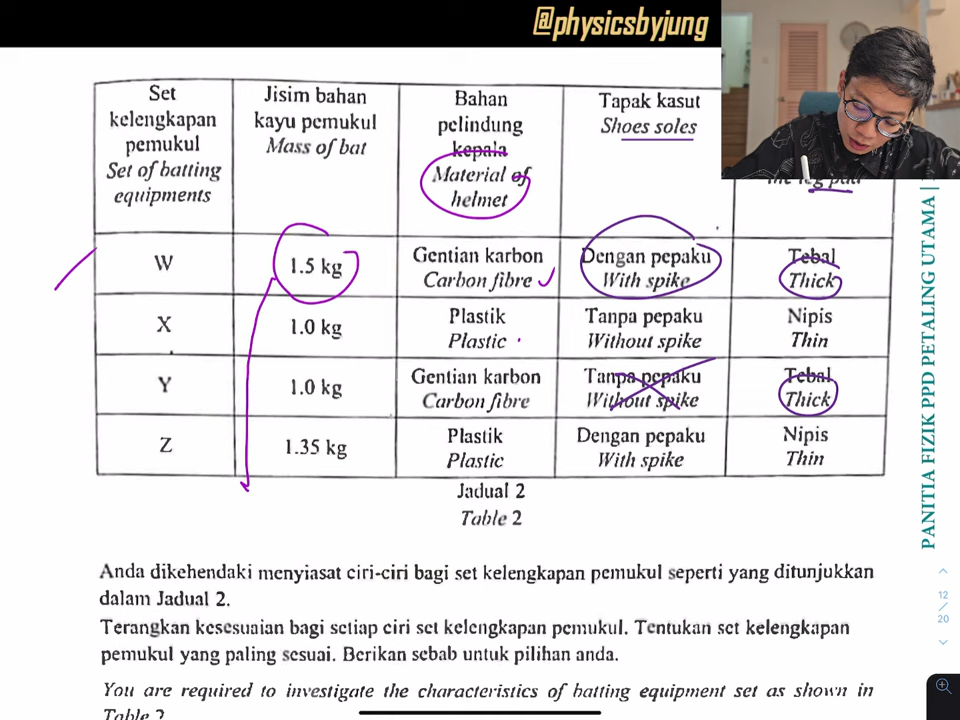 @physicsbyjung
Set
kelengkapan
pemukul
Set of batting
equipments
Jisim bahan
kayu pemukul
Mass of bat
Bahan
pelindung
kepala
Material of
helmet
Tapak kasut
Shoes soles
the leg pad
W
1.5 kg
Gentian karbon
Carbon fibre
Dengan pepaku
With spike
Tebal
Thick
X
1.0 kg
Plastik
Plastic
Tanpa pepaku
Without spike
Nipis
Thin
Y
1.0 kg
Gentian karbon
Carbon fibre
Tanpa pepaku
Without spike
Tebal
Thick
Z
1.35 kg
Plastik
Plastic
Dengan pepaku
With spike
Nipis
Thin
Jadual 2
Table 2
Anda dikehendaki menyiasat ciri-ciri bagi set kelengkapan pemukul seperti yang ditunjukkan
dalam Jadual 2.
Terangkan kesesuaian bagi setiap ciri set kelengkapan pemukul. Tentukan set kelengkapan
pemukul yang paling sesuai. Berikan sebab untuk pilihan anda.
You are required to investigate the characteristics of batting equipment set as shown in
Table 2
PANITIA FIZIK PPD PETALING UTAMA |
12
/
20